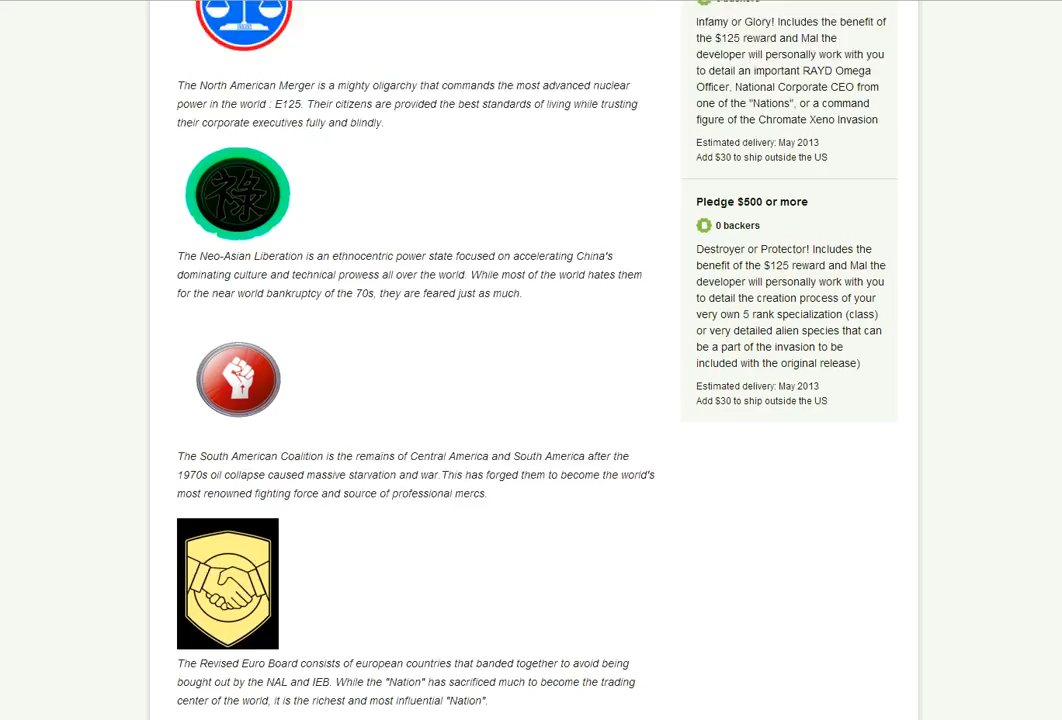 The North American Merger is a mighty oligarchy that commands the most advanced nuclear
power in the world : E125. Their citizens are provided the best standards of living while trusting
their corporate executives fully and blindly.
祿
The Neo-Asian Liberation is an ethnocentric power state focused on accelerating China's
dominating culture and technical prowess all over the world. While most of the world hates them
for the near world bankruptcy of the 70s, they are feared just as much.
The South American Coalition is the remains of Central America and South America after the
1970s oil collapse caused massive starvation and war.This has forged them to become the world's
most renowned fighting force and source of professional mercs.
The Revised Euro Board consists of european countries that banded together to avoid being
bought out by the NAL and IEB. While the "Nation" has sacrificed much to become the trading
center of the world, it is the richest and most influential "Nation".
Infamy or Glory! Includes the benefit of
the $125 reward and Mal the
developer will personally work with you
to detail an important RAYD Omega
Officer, National Corporate CEO from
one of the "Nations", or a command
figure of the Chromate Xeno Invasion
Estimated delivery: May 2013
Add $30 to ship outside the US
Pledge $500 or more
0 backers
Destroyer or Protector! Includes the
benefit of the $125 reward and Mal the
developer will personally work with you
to detail the creation process of your
very own 5 rank specialization (class)
or very detailed alien species that can
be a part of the invasion to be
included with the original release)
Estimated delivery: May 2013
Add $30 to ship outside the US